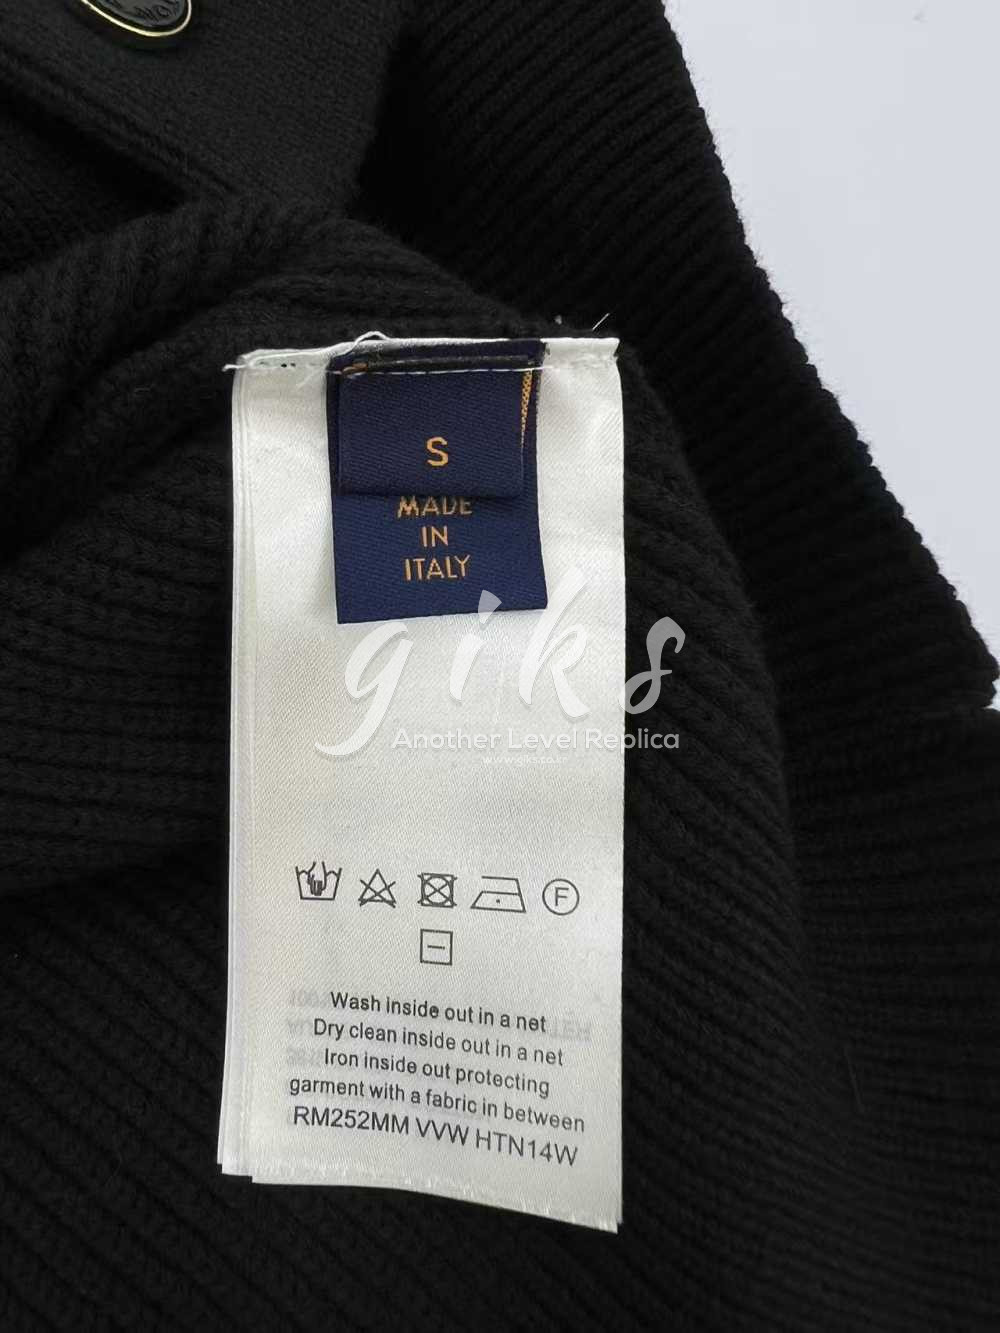 S
MADE
IN
ITALY
giks
Another Level Replica
F
Wash inside out in a net
Dry clean inside out in a net
Iron inside out protecting
garment with a fabric in between
RM252MM VVW HTN14W